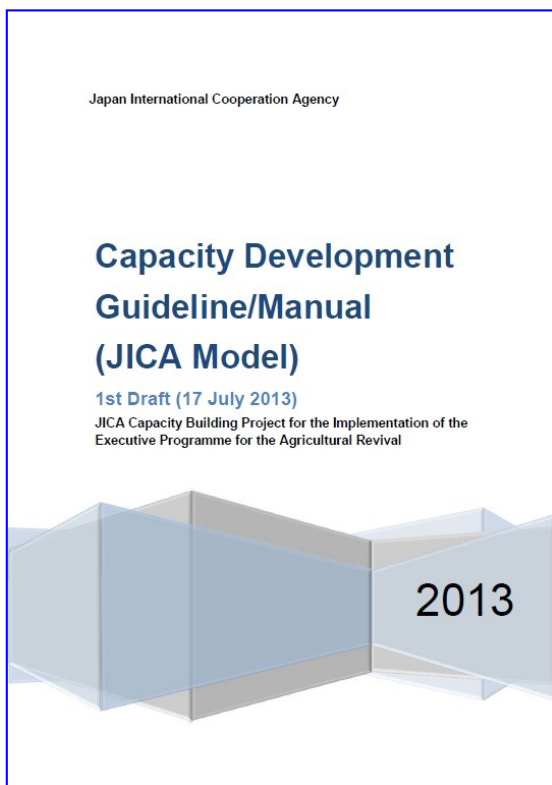 Japan International Cooperation Agency
Capacity Development
Guideline/Manual
(JICA Model)
1st Draft (17 July 2013)
JICA Capacity Building Project for the Implementation of the
Executive Programme for the Agricultural Revival
2013